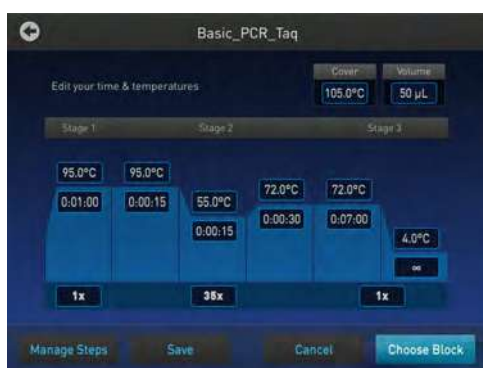 Basic_PCR_Taq
Cover Volume
Edit your time & temperatures 105.0°C 50 µL
Stage 1 Stage 2 Stage 3
95.0°C 95.0°C 55.0°C 72.0°C 72.0°C 4.0°C
0:01:00 0:00:15 0:00:15 0:00:30 0:07:00 ∞
1x 35x 1x
Manage Steps Save Cancel Choose Block